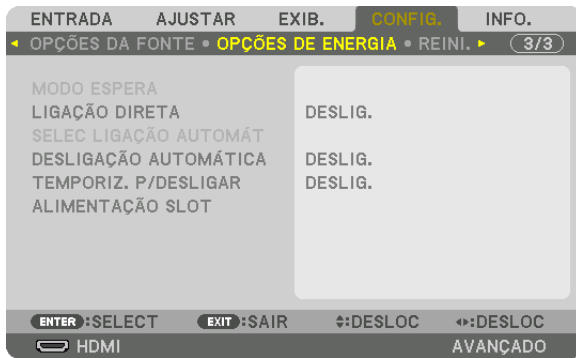 ENTRADA AJUSTAR EXIB. CONFIG. INFO.
◄ OPÇÕES DA FONTE • OPÇÕES DE ENERGIA • REINI. ► 3/3
MODO ESPERA
LIGAÇÃO DIRETA DESLIG.
SELEC LIGAÇÃO AUTOMÁT
DESLIGAÇÃO AUTOMÁTICA DESLIG.
TEMPORIZ. P/DESLIGAR DESLIG.
ALIMENTAÇÃO SLOT
ENTER :SELECT EXIT :SAIR :DESLOC :DESLOC
HDMI AVANÇADO